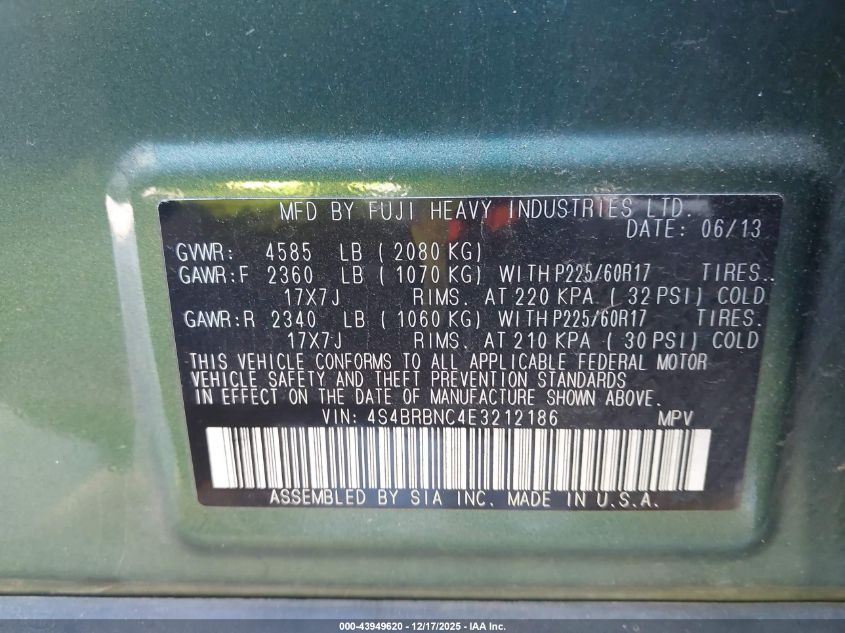 MFD BY FUJI HEAVY INDUSTRIES LTD.
DATE: 06/13
GVWR: 4585 LB ( 2080 KG)
GAWR:F 2360 LB ( 1070 KG) WITH P225/60R17 TIRES.
17X7J RIMS. AT 220 KPA ( 32 PSI) COLD
GAWR:R 2340 LB ( 1060 KG) WITH P225/60R17 TIRES.
17X7J RIMS. AT 210 KPA ( 30 PSI) COLD
THIS VEHICLE CONFORMS TO ALL APPLICABLE FEDERAL MOTOR
VEHICLE SAFETY AND THEFT PREVENTION STANDARDS
IN EFFECT ON THE DATE OF MANUFACTURE SHOWN ABOVE.
VIN: 4S4BRBNC4E3212186 MPV
ASSEMBLED BY SIA INC. MADE IN U.S.A.
000-43949620 - 12/17/2025 - IAA Inc.